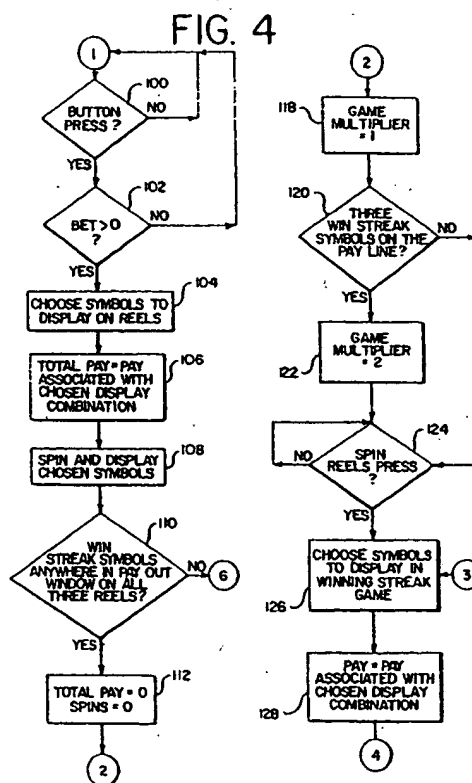 FIG. 4
1
100
BUTTON
PRESS ?
NO
YES
102
BET>0
?
NO
YES
104
CHOOSE SYMBOLS TO
DISPLAY ON REELS
106
TOTAL PAY=PAY
ASSOCIATED WITH
CHOSEN DISPLAY
COMBINATION
108
SPIN AND DISPLAY
CHOSEN SYMBOLS
110
WIN
STREAK SYMBOLS
ANYWHERE IN PAY OUT
WINDOW ON ALL
THREE REELS?
NO
6
YES
112
TOTAL PAY = 0
SPINS = 0
2
2
118
GAME
MULTIPLIER
= 1
120
THREE
WIN STREAK
SYMBOLS ON THE
PAY LINE?
NO
YES
122
GAME
MULTIPLIER
= 2
124
SPIN
REELS PRESS
?
NO
YES
126
CHOOSE SYMBOLS
TO DISPLAY IN
WINNING STREAK
GAME
3
128
PAY = PAY
ASSOCIATED WITH
CHOSEN DISPLAY
COMBINATION
4